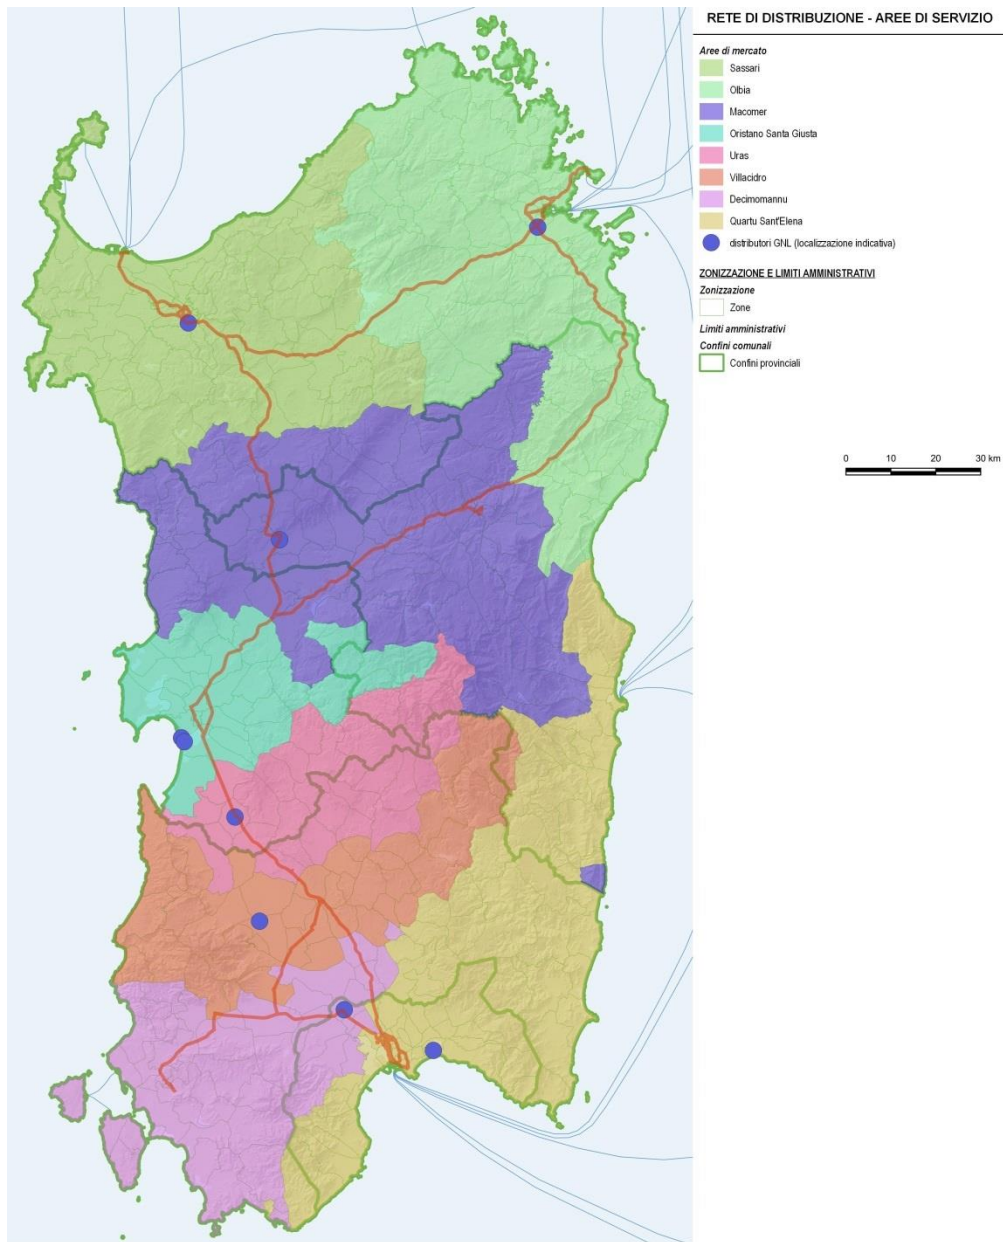 RETE DI DISTRIBUZIONE - AREE DI SERVIZIO
Aree di mercato
Sassari
Olbia
Macomer
Oristano Santa Giusta
Uras
Villacidro
Decimomannu
Quartu Sant'Elena
distributori GNL (localizzazione indicativa)
ZONIZZAZIONE E LIMITI AMMINISTRATIVI
Zonizzazione
Zone
Limiti amministrativi
Confini comunali
Confini provinciali
0 10 20 30 km